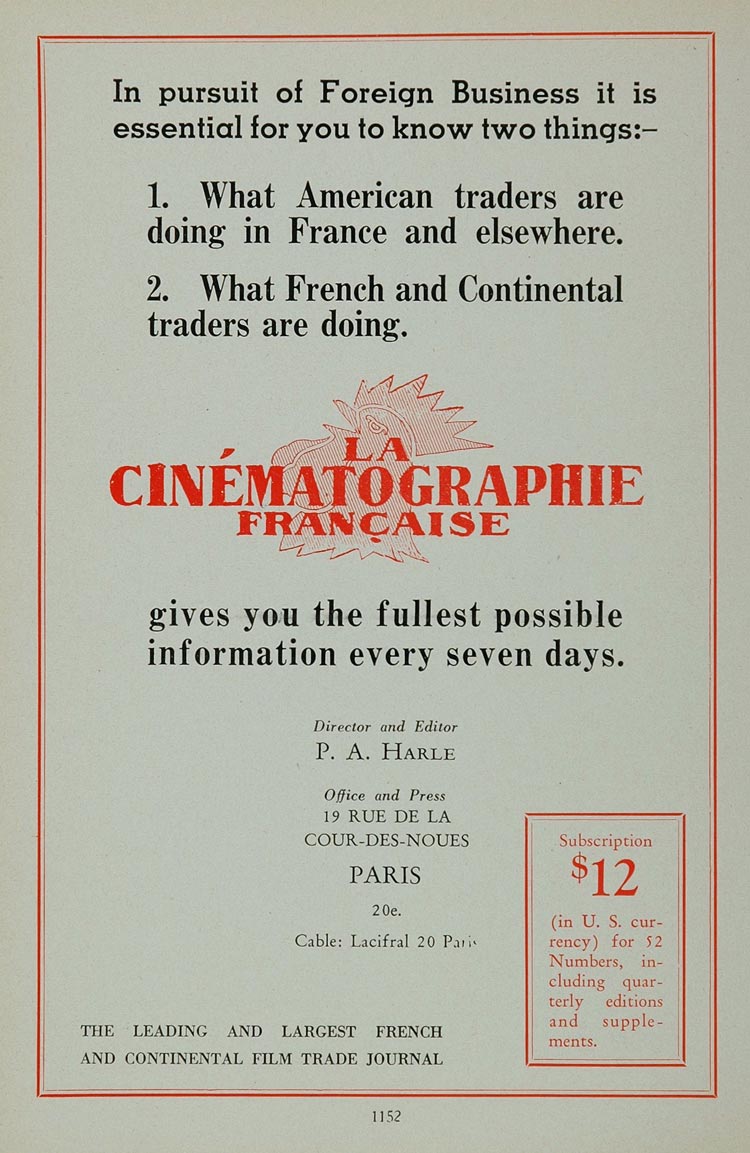 In pursuit of Foreign Business it is
essential for you to know two things:–
1. What American traders are
doing in France and elsewhere.
2. What French and Continental
traders are doing.
LA
CINÉMATOGRAPHIE
FRANÇAISE
gives you the fullest possible
information every seven days.
Director and Editor
P. A. HARLE
Office and Press
19 RUE DE LA
COUR-DES-NOUES
PARIS
20e.
Cable: Lacifral 20 Paris
THE LEADING AND LARGEST FRENCH
AND CONTINENTAL FILM TRADE JOURNAL
Subscription
$12
(in U. S. cur-
rency) for 52
Numbers, in-
cluding quar-
terly editions
and supple-
ments.
1152